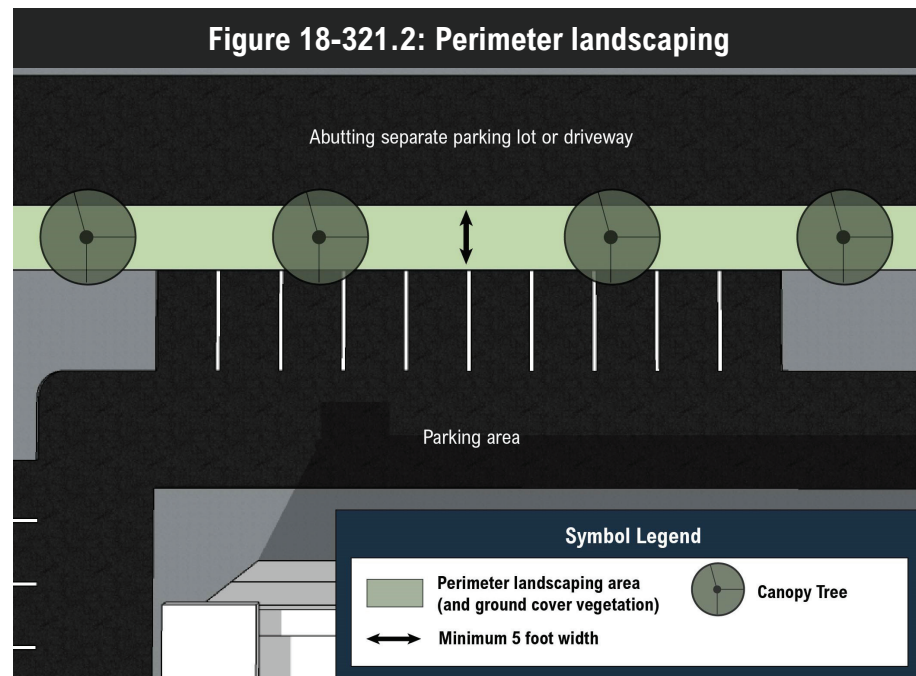 Figure 18-321.2: Perimeter landscaping
Abutting separate parking lot or driveway
Parking area
Symbol Legend
Perimeter landscaping area
(and ground cover vegetation)
Canopy Tree
Minimum 5 foot width